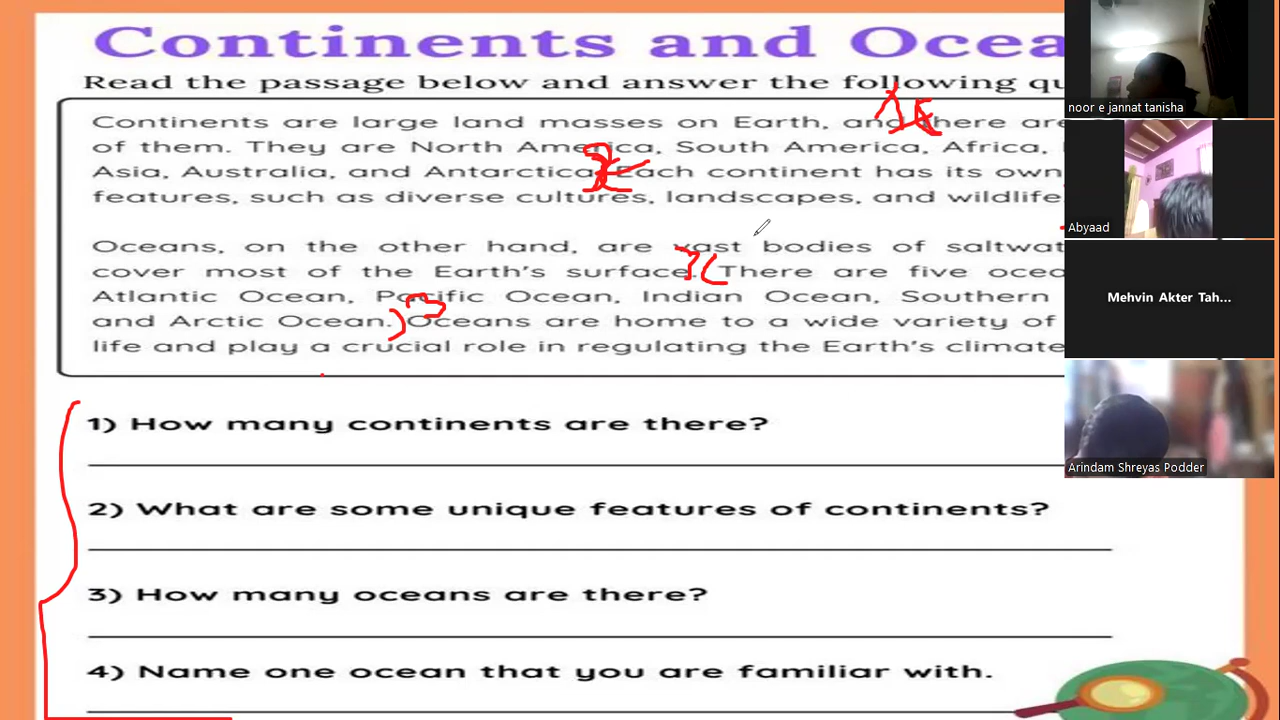 Continents and Ocea
Read the passage below and answer the following qu
Continents are large land masses on Earth, and there are
of them. They are North America, South America, Africa,
Asia, Australia, and Antarctica. Each continent has its own
features, such as diverse cultures, landscapes, and wildlife
Oceans, on the other hand, are vast bodies of saltwat
cover most of the Earth's surface. There are five ocea
Atlantic Ocean, Pacific Ocean, Indian Ocean, Southern
and Arctic Ocean. Oceans are home to a wide variety of
life and play a crucial role in regulating the Earth's climate
1) How many continents are there?
2) What are some unique features of continents?
3) How many oceans are there?
4) Name one ocean that you are familiar with.
noor e jannat tanisha
Abyaad
Mehvin Akter Tah...
Arindam Shreyas Podder